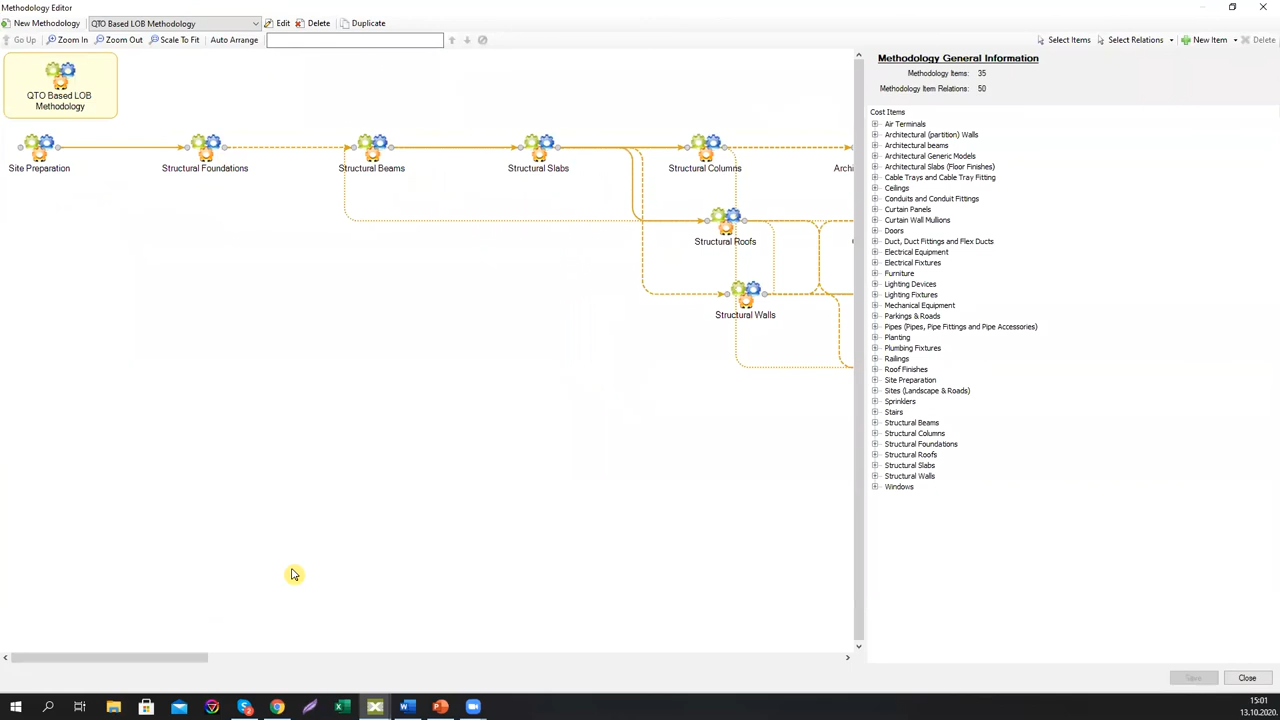 Methodology Editor
New Methodology QTO Based LOB Methodology Edit Delete Duplicate
Go Up Zoom In Zoom Out Scale To Fit Auto Arrange Select Items Select Relations New Item Delete
QTO Based LOB
Methodology
Site Preparation
Structural Foundations
Structural Beams
Structural Slabs
Structural Columns
Archi
Structural Roofs
Structural Walls
Methodology General Information
Methodology Items: 35
Methodology Item Relations: 50
Cost Items
Air Terminals
Architectural (partition) Walls
Architectural beams
Architectural Generic Models
Architectural Slabs (Floor Finishes)
Cable Trays and Cable Tray Fitting
Ceilings
Conduits and Conduit Fittings
Curtain Panels
Curtain Wall Mullions
Doors
Duct, Duct Fittings and Flex Ducts
Electrical Equipment
Electrical Fixtures
Furniture
Lighting Devices
Lighting Fixtures
Mechanical Equipment
Parkings & Roads
Pipes (Pipes, Pipe Fittings and Pipe Accessories)
Planting
Plumbing Fixtures
Railings
Roof Finishes
Site Preparation
Sites (Landscape & Roads)
Sprinklers
Stairs
Structural Beams
Structural Columns
Structural Foundations
Structural Roofs
Structural Slabs
Structural Walls
Windows
Save Close
15:01
13.10.2020.